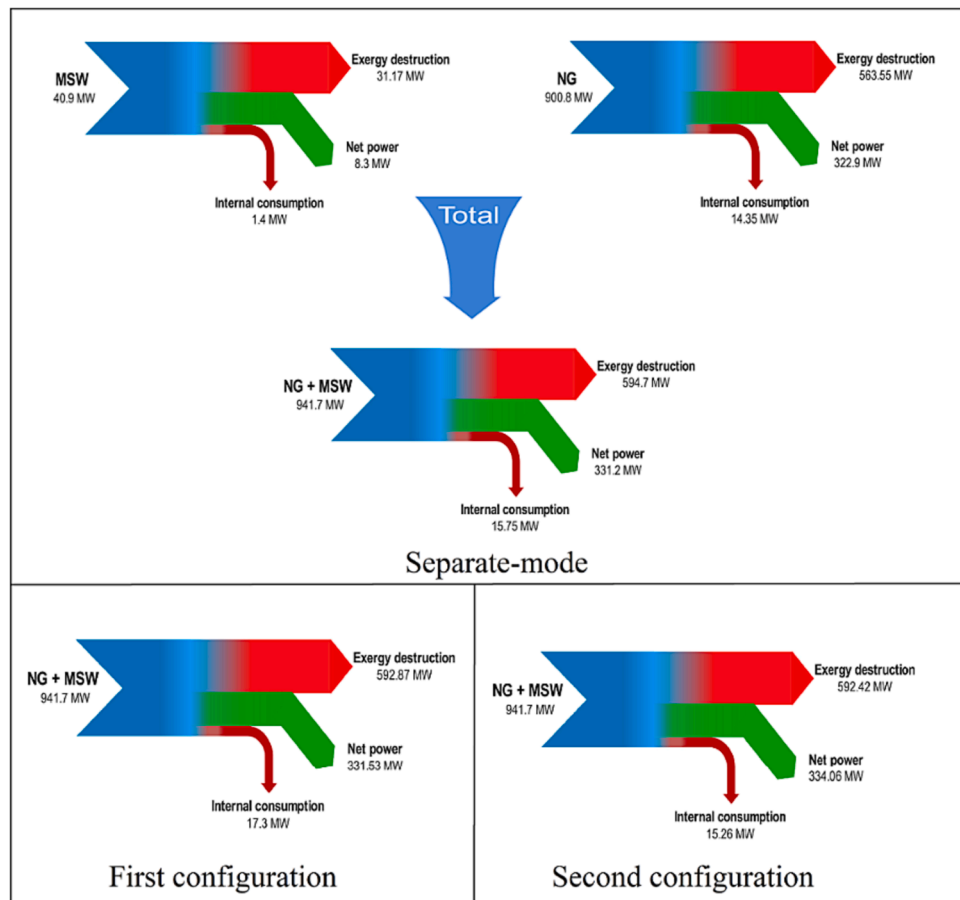 MSW
40.9 MW
Exergy destruction
31.17 MW
Net power
8.3 MW
Internal consumption
1.4 MW
NG
900.8 MW
Exergy destruction
563.55 MW
Net power
322.9 MW
Internal consumption
14.35 MW
Total
NG + MSW
941.7 MW
Exergy destruction
594.7 MW
Net power
331.2 MW
Internal consumption
15.75 MW
Separate-mode
NG + MSW
941.7 MW
Exergy destruction
592.87 MW
Net power
331.53 MW
Internal consumption
17.3 MW
First configuration
NG + MSW
941.7 MW
Exergy destruction
592.42 MW
Net power
334.06 MW
Internal consumption
15.26 MW
Second configuration